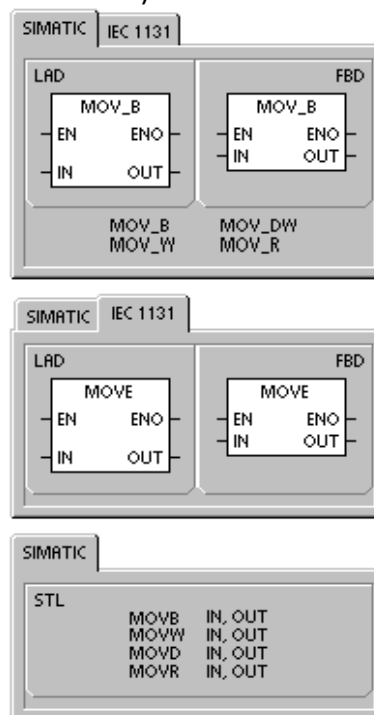 SIMATIC IEC 1131
LAD FBD
MOV_B MOV_B
EN ENO EN ENO
IN OUT IN OUT
MOV_B MOV_DW
MOV_W MOV_R
SIMATIC IEC 1131
LAD FBD
MOVE MOVE
EN ENO EN ENO
IN OUT IN OUT
SIMATIC
STL
MOVB IN, OUT
MOVW IN, OUT
MOVD IN, OUT
MOVR IN, OUT